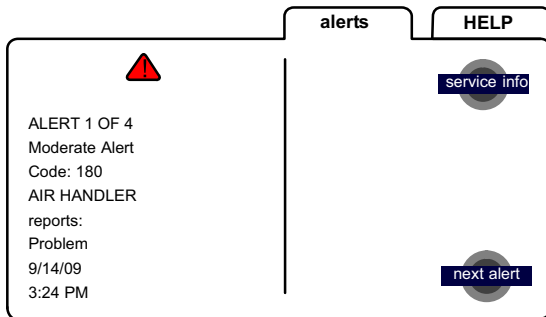 alerts
HELP
service info
ALERT 1 OF 4
Moderate Alert
Code: 180
AIR HANDLER
reports:
Problem
9/14/09
3:24 PM
next alert